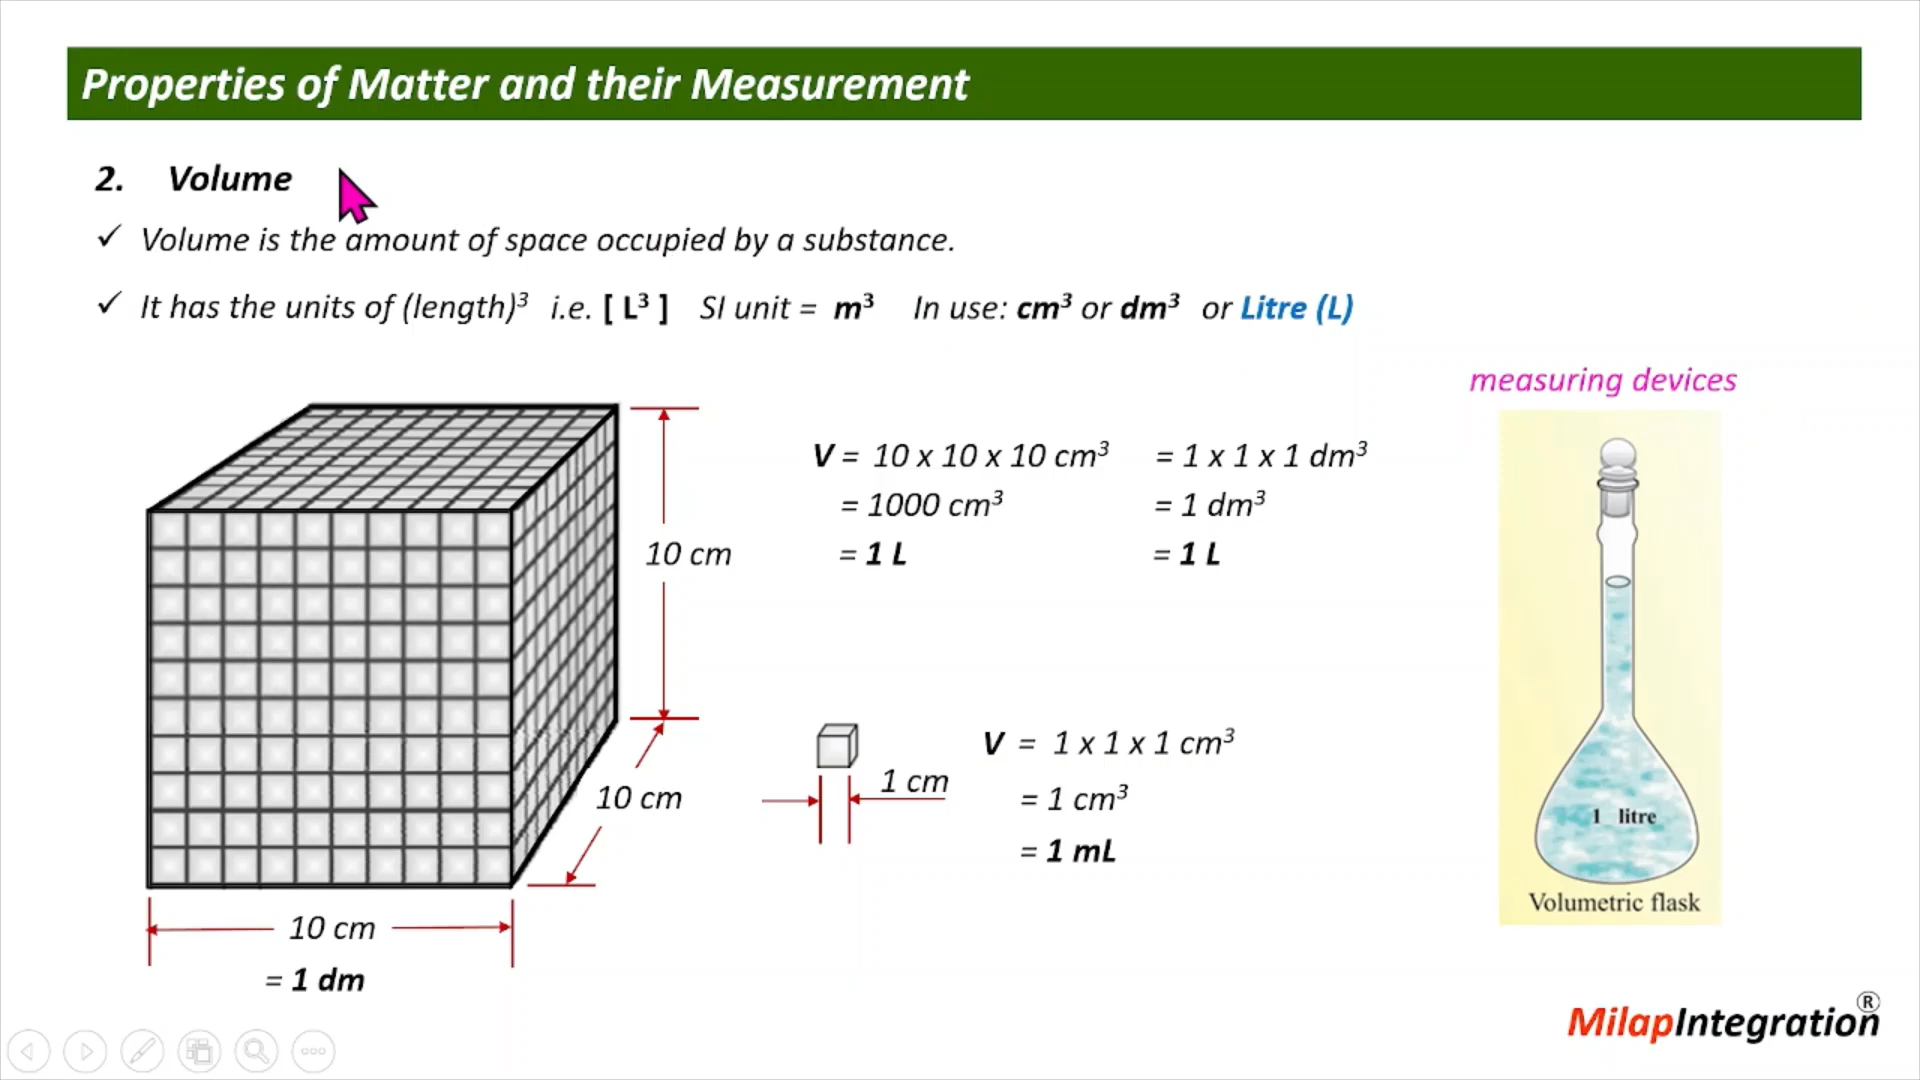 Properties of Matter and their Measurement
2. Volume
✓ Volume is the amount of space occupied by a substance.
✓ It has the units of (length)³ i.e. [ L³ ] SI unit = m³ In use: cm³ or dm³ or Litre (L)
measuring devices
V = 10 x 10 x 10 cm³ = 1 x 1 x 1 dm³
= 1000 cm³ = 1 dm³
= 1 L = 1 L
10 cm
10 cm
10 cm
= 1 dm
1 cm
V = 1 x 1 x 1 cm³
= 1 cm³
= 1 mL
1 litre
Volumetric flask
MilapIntegration®